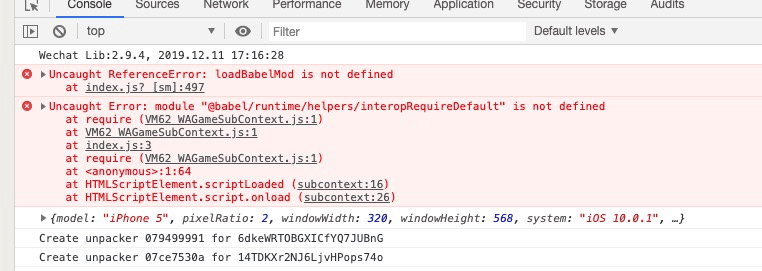 Console Sources Network Performance Memory Application Security Storage Audits
top Filter Default levels ▼
Wechat Lib:2.9.4, 2019.12.11 17:16:28
Uncaught ReferenceError: loadBabelMod is not defined
at index.js? [sm]:497
Uncaught Error: module "@babel/runtime/helpers/interopRequireDefault" is not defined
at require (VM62 WAGameSubContext.js:1)
at VM62 WAGameSubContext.js:1
at index.js:3
at require (VM62 WAGameSubContext.js:1)
at <anonymous>:1:64
at HTMLScriptElement.scriptLoaded (subcontext:16)
at HTMLScriptElement.script.onload (subcontext:26)
{model: "iPhone 5", pixelRatio: 2, windowWidth: 320, windowHeight: 568, system: "iOS 10.0.1", …}
Create unpacker 079499991 for 6dkeWRTOBGXICfYQ7JUBnG
Create unpacker 07ce7530a for 14TDKXr2NJ6LjvHPops74o